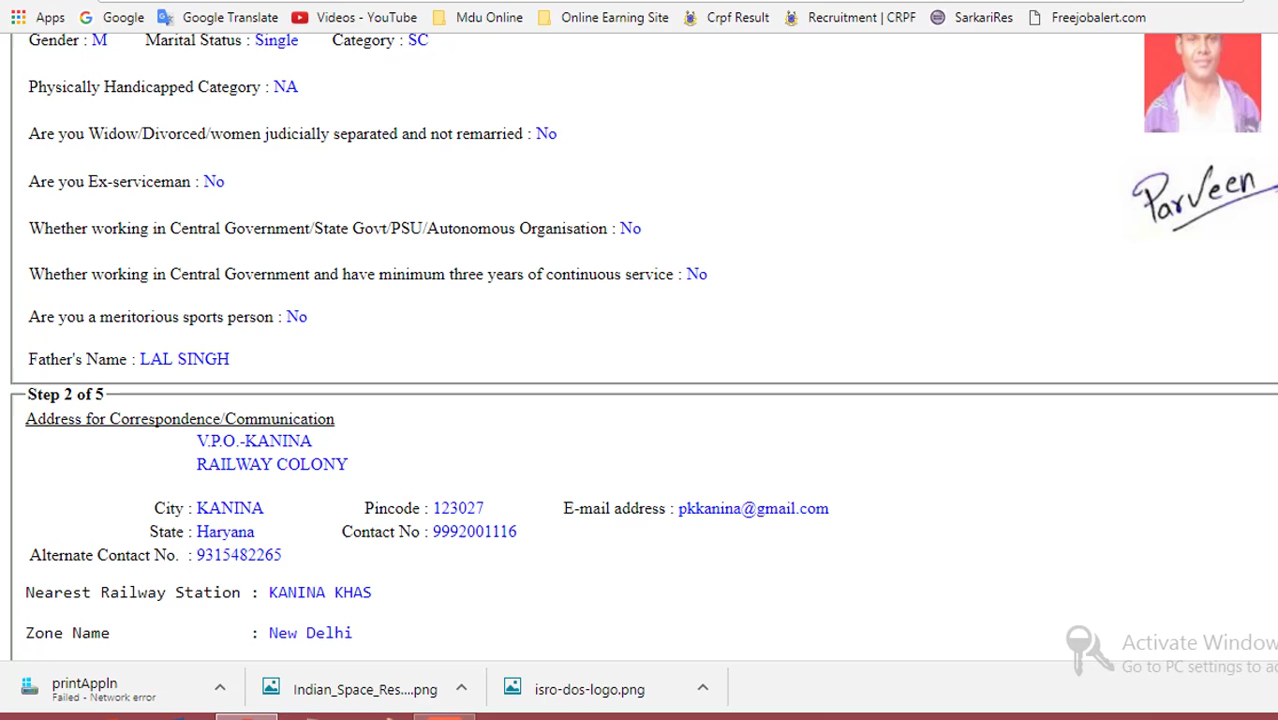 Apps Google Google Translate Videos - YouTube Mdu Online Online Earning Site Crpf Result Recruitment | CRPF SarkariRes Freejobalert.com
Gender : M Marital Status : Single Category : SC
Physically Handicapped Category : NA
Are you Widow/Divorced/women judicially separated and not remarried : No
Are you Ex-serviceman : No
Parveen
Whether working in Central Government/State Govt/PSU/Autonomous Organisation : No
Whether working in Central Government and have minimum three years of continuous service : No
Are you a meritorious sports person : No
Father's Name : LAL SINGH
Step 2 of 5
Address for Correspondence/Communication
V.P.O.-KANINA
RAILWAY COLONY
City : KANINA Pincode : 123027 E-mail address : pkkanina@gmail.com
State : Haryana Contact No : 9992001116
Alternate Contact No. : 9315482265
Nearest Railway Station : KANINA KHAS
Zone Name : New Delhi
Activate Window
Go to PC settings to ac
printAppln
Failed - Network error
Indian_Space_Res....png
isro-dos-logo.png